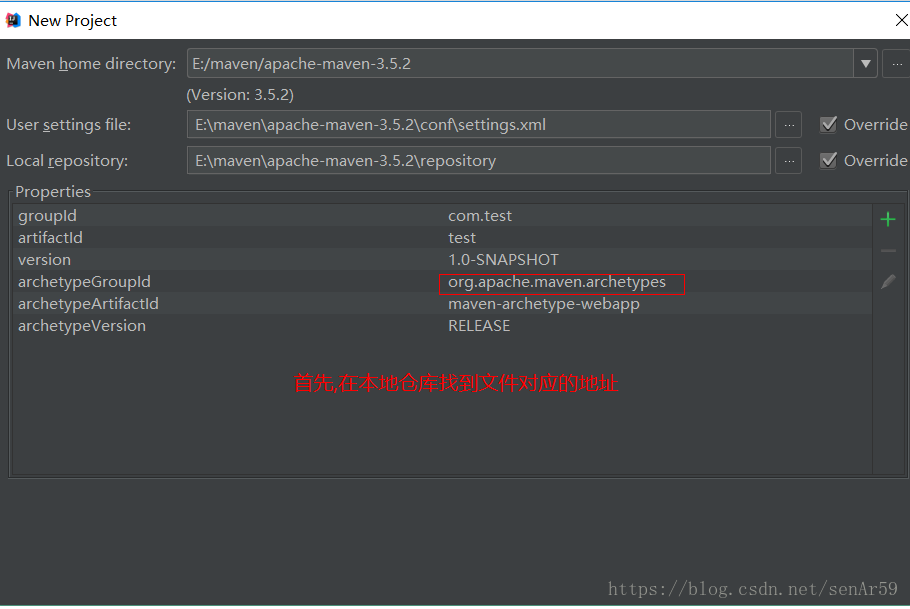 New Project
Maven home directory: E:/maven/apache-maven-3.5.2
(Version: 3.5.2)
User settings file: E:\maven\apache-maven-3.5.2\conf\settings.xml ... Override
Local repository: E:\maven\apache-maven-3.5.2\repository ... Override
Properties
groupId com.test
artifactId test
version 1.0-SNAPSHOT
archetypeGroupId org.apache.maven.archetypes
archetypeArtifactId maven-archetype-webapp
archetypeVersion RELEASE
首先,在本地仓库找到文件对应的地址
https://blog.csdn.net/senAr59